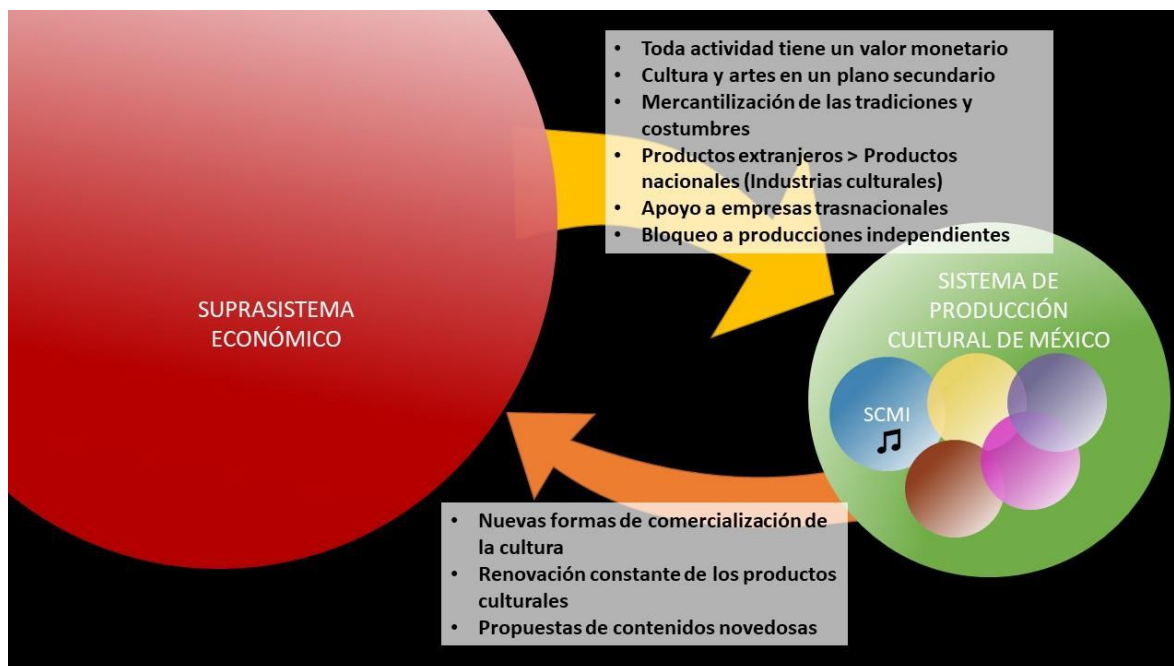 • Toda actividad tiene un valor monetario
• Cultura y artes en un plano secundario
• Mercantilización de las tradiciones y
costumbres
• Productos extranjeros > Productos
nacionales (Industrias culturales)
• Apoyo a empresas trasnacionales
• Bloqueo a producciones independientes
SUPRASISTEMA
ECONÓMICO
SISTEMA DE
PRODUCCIÓN
CULTURAL DE MÉXICO
SCMI
• Nuevas formas de comercialización de
la cultura
• Renovación constante de los productos
culturales
• Propuestas de contenidos novedosas